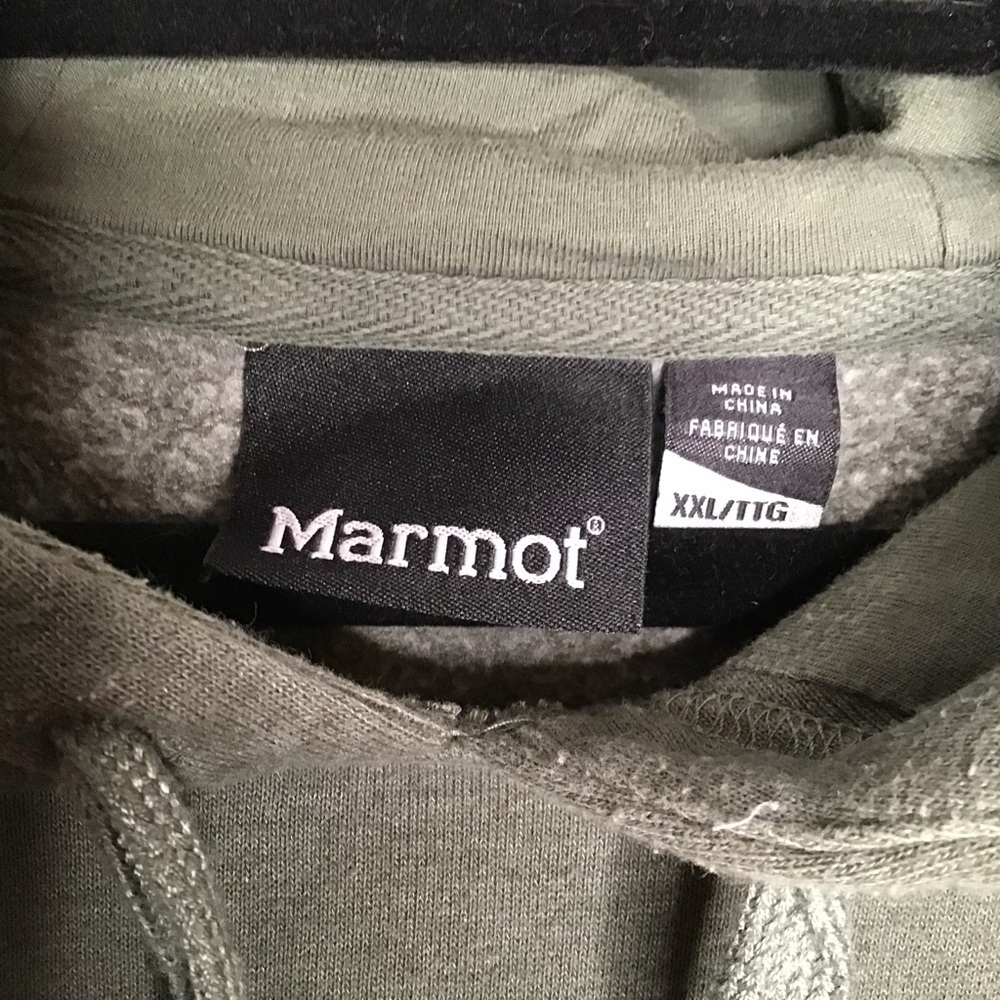 Marmot®
MADE IN
CHINA
FABRIQUÉ EN
CHINE
XXL/TTG